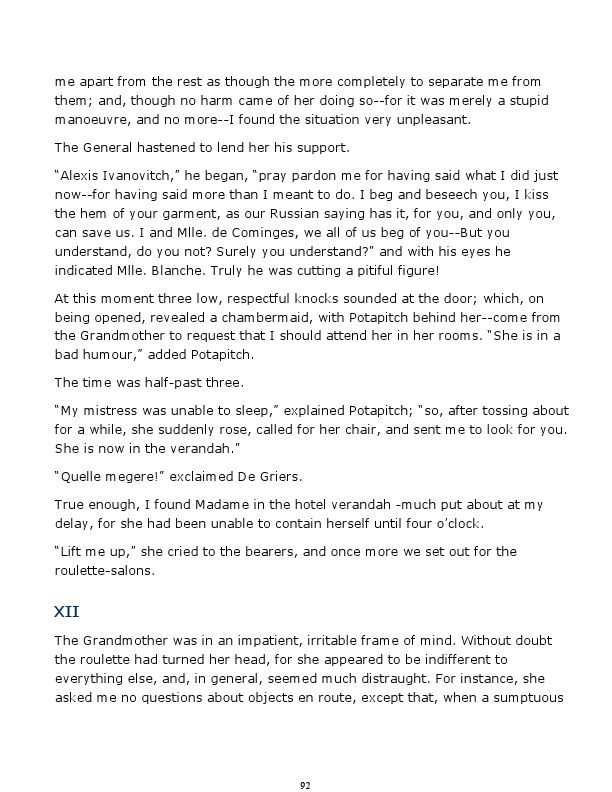 me apart from the rest as though the more completely to separate me from
them; and, though no harm came of her doing so--for it was merely a stupid
manoeuvre, and no more--I found the situation very unpleasant.
The General hastened to lend her his support.
“Alexis Ivanovitch,” he began, “pray pardon me for having said what I did just
now--for having said more than I meant to do. I beg and beseech you, I kiss
the hem of your garment, as our Russian saying has it, for you, and only you,
can save us. I and Mlle. de Cominges, we all of us beg of you--But you
understand, do you not? Surely you understand?” and with his eyes he
indicated Mlle. Blanche. Truly he was cutting a pitiful figure!
At this moment three low, respectful knocks sounded at the door; which, on
being opened, revealed a chambermaid, with Potapitch behind her--come from
the Grandmother to request that I should attend her in her rooms. “She is in a
bad humour,” added Potapitch.
The time was half-past three.
“My mistress was unable to sleep,” explained Potapitch; “so, after tossing about
for a while, she suddenly rose, called for her chair, and sent me to look for you.
She is now in the verandah.”
“Quelle megere!” exclaimed De Griers.
True enough, I found Madame in the hotel verandah -much put about at my
delay, for she had been unable to contain herself until four o’clock.
“Lift me up,” she cried to the bearers, and once more we set out for the
roulette-salons.
XII
The Grandmother was in an impatient, irritable frame of mind. Without doubt
the roulette had turned her head, for she appeared to be indifferent to
everything else, and, in general, seemed much distraught. For instance, she
asked me no questions about objects en route, except that, when a sumptuous
92